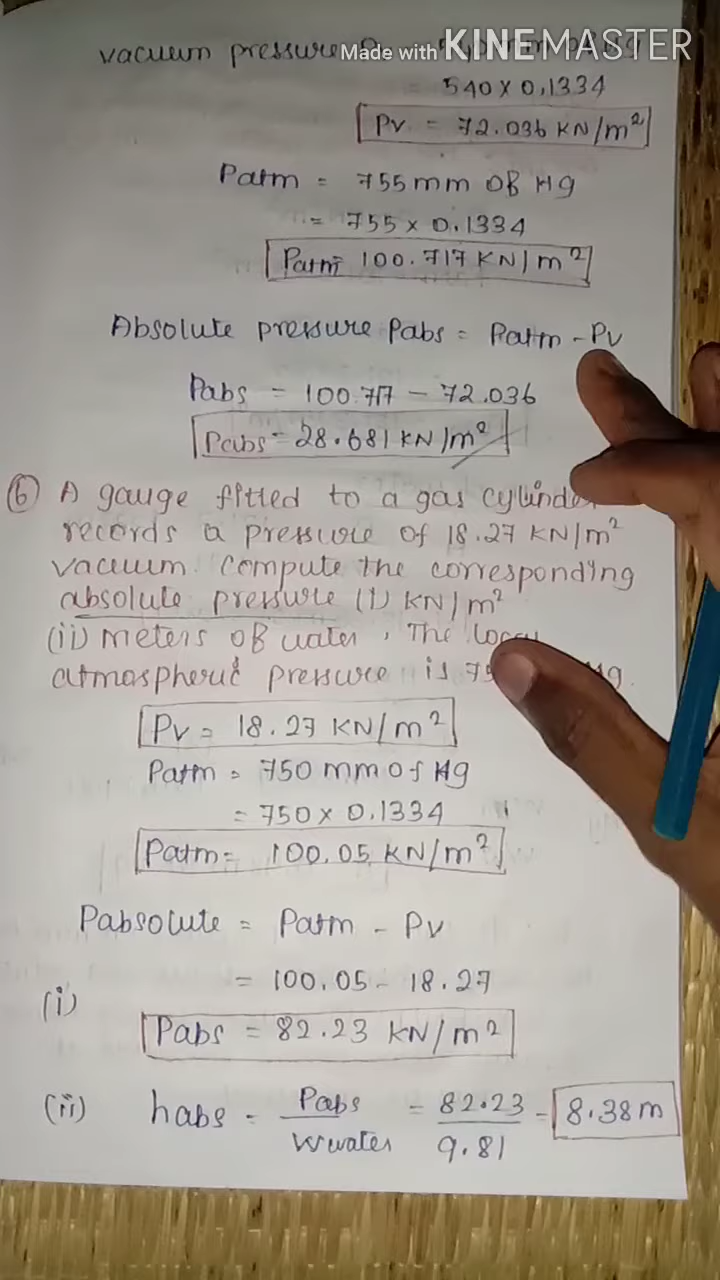 Made with KINEMASTER
vacuum pressure
540 x 0.1334
Pv = 72.036 KN/m²
Patm = 755 mm OF Hg
= 755 x 0.1334
Patm = 100.717 KN/m²
Absolute pressure Pabs = Patm - Pv
Pabs = 100.717 - 72.036
Pabs = 28.681 KN/m²
(6) A gauge fitted to a gas cylinder
records a pressure of 18.27 KN/m²
vacuum. Compute the corresponding
absolute pressure (i) KN/m²
(ii) meters OF water, The local
atmospheric pressure is Hg.
Pv = 18.27 KN/m²
Patm = 750 mm of Hg
= 750 x 0.1334
Patm = 100.05 KN/m²
Pabsolute = Patm - Pv
= 100.05 - 18.27
(i) Pabs = 82.23 KN/m²
(ii) habs = Pabs / Wwater = 82.23 / 9.81 = 8.38 m